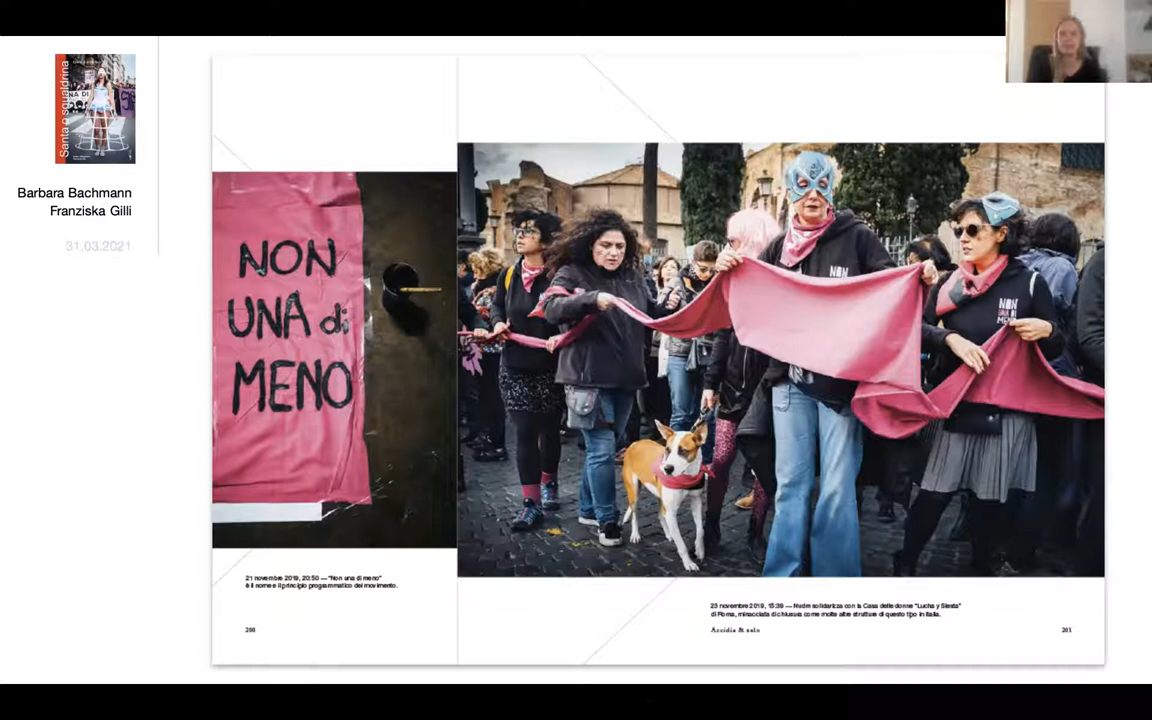 Santa o sgualdrina
NA DI
Barbara Bachmann
Franziska Gilli
31.03.2021
NON
UNA di
MENO
NON
NON
UNA DI
MENO
21 novembre 2019, 20:50 — "Non una di meno"
è il nome e il principio programmatico del movimento.
23 novembre 2019, 15:39 — Nudm solidarizza con la Casa delle donne "Lucha y Siesta"
di Roma, minacciata di chiusura come molte altre strutture di questo tipo in Italia.
200
Accidia & zelo
201